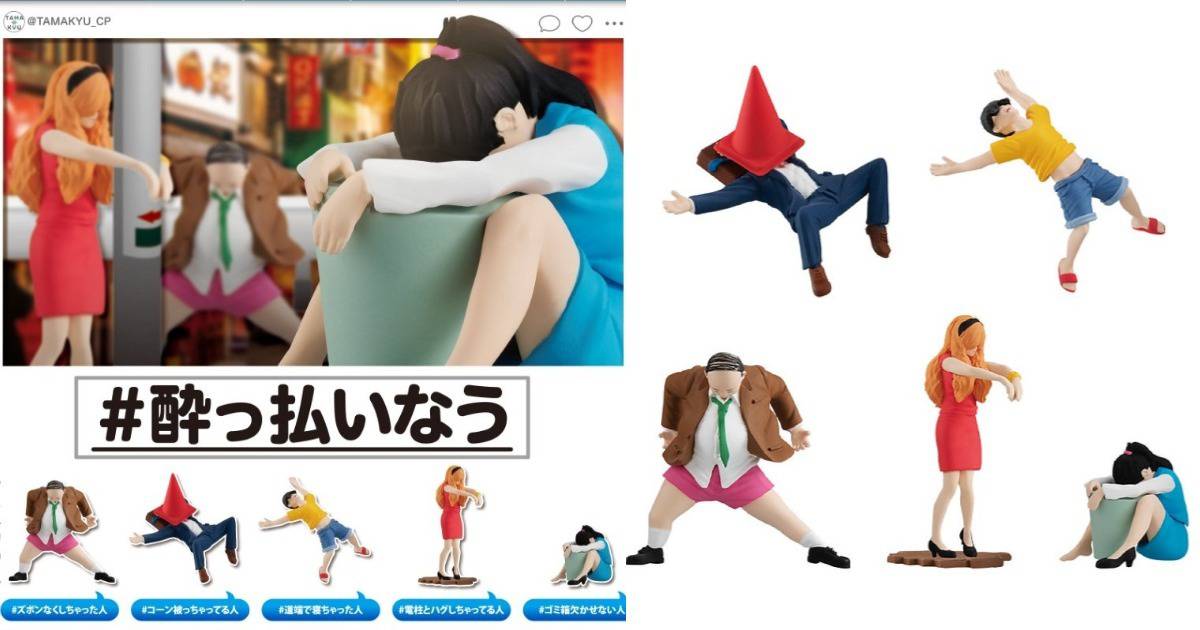 TAMA
KYU
@TAMAKYU_CP
#酔っ払いなう
#ズボンなくしちゃった人
#コーン被っちゃってる人
#道端で寝ちゃった人
#電柱とハグしちゃってる人
#ゴミ箱欠かせない人